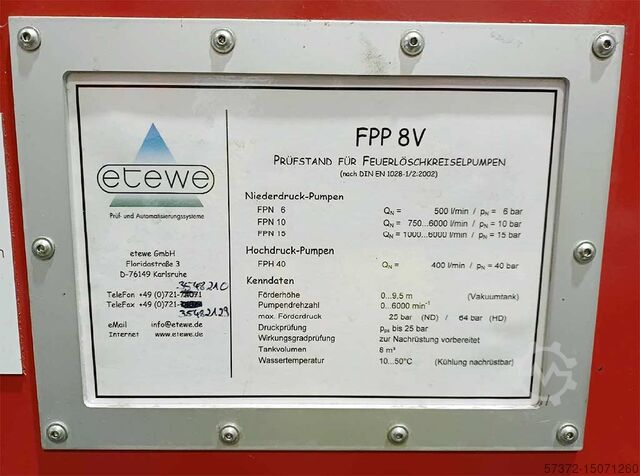 etewe
Prüf- und Automatisierungssysteme
etewe GmbH
Floridastraße 3
D-76149 Karlsruhe
3548210
Telefon +49 (0)721-
Telefax +49 (0)721-
35482129
eMail info@etewe.de
Internet www.etewe.de
FPP 8V
PRÜFSTAND FÜR FEUERLÖSCHKREISELPUMPEN
(nach DIN EN 1028-1/2:2002)
Niederdruck-Pumpen
FPN 6 QN = 500 l/min / pN = 6 bar
FPN 10 QN = 750...6000 l/min / pN = 10 bar
FPN 15 QN = 1000...6000 l/min / pN = 15 bar
Hochdruck-Pumpen
FPH 40 QN = 400 l/min / pN = 40 bar
Kenndaten
Förderhöhe 0...9.5 m (Vakuumtank)
Pumpendrehzahl 0...6000 min-1
max. Förderdruck 25 bar (ND) / 64 bar (HD)
Druckprüfung bis 25 bar
Wirkungsgradprüfung zur Nachrüstung vorbereitet
Tankvolumen 8 m³
Wassertemperatur 10...50°C (Kühlung nachrüstbar)
57372-15071260